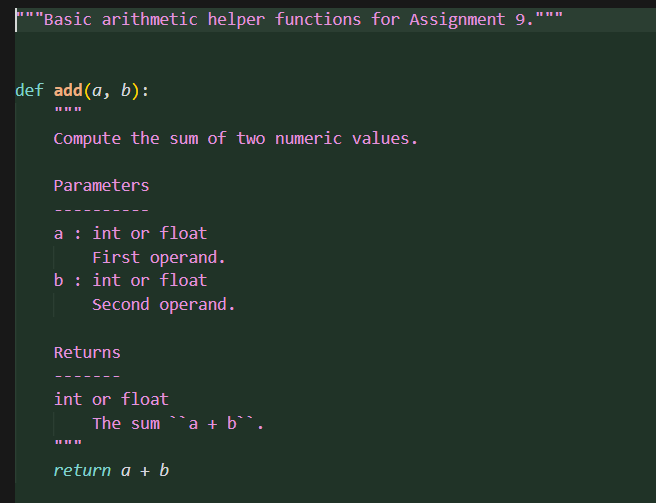 """Basic arithmetic helper functions for Assignment 9."""
def add(a, b):
"""
Compute the sum of two numeric values.
Parameters
----------
a : int or float
First operand.
b : int or float
Second operand.
Returns
-------
int or float
The sum ``a + b``.
"""
return a + b